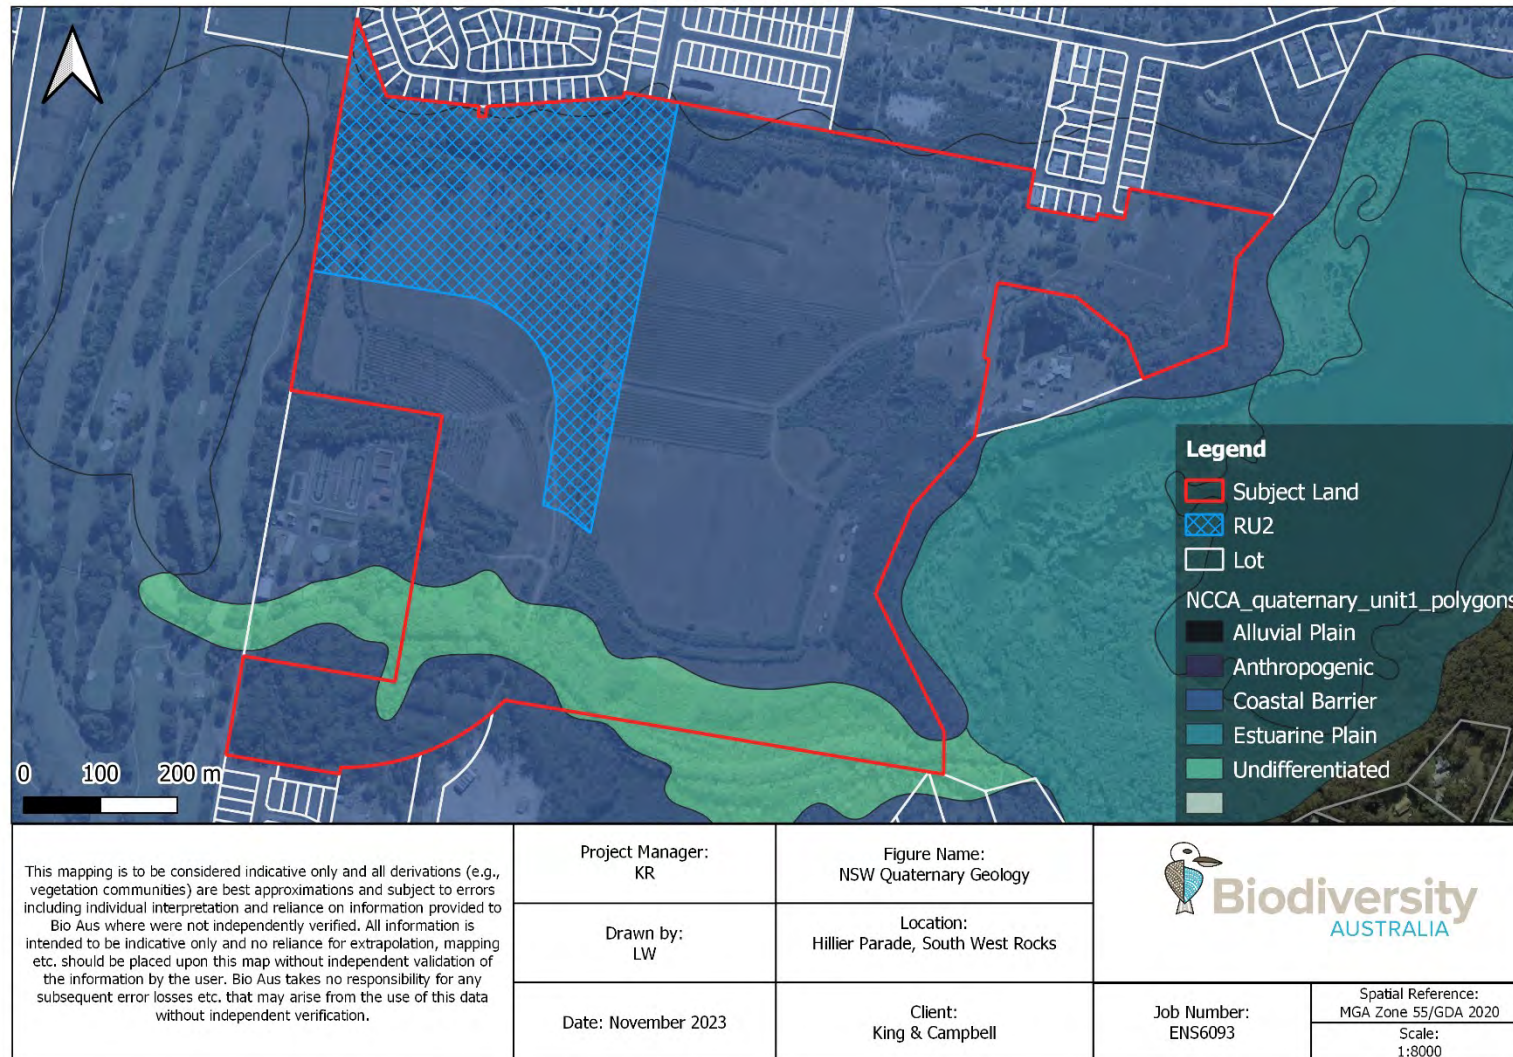 0 100 200 m
Legend
Subject Land
RU2
Lot
NCCA_quaternary_unit1_polygons
Alluvial Plain
Anthropogenic
Coastal Barrier
Estuarine Plain
Undifferentiated
This mapping is to be considered indicative only and all derivations (e.g.,
vegetation communities) are best approximations and subject to errors
including individual interpretation and reliance on information provided to
Bio Aus where were not independently verified. All information is
intended to be indicative only and no reliance for extrapolation, mapping
etc. should be placed upon this map without independent validation of
the information by the user. Bio Aus takes no responsibility for any
subsequent error losses etc. that may arise from the use of this data
without independent verification.
Project Manager:
KR
Drawn by:
LW
Date: November 2023
Figure Name:
NSW Quaternary Geology
Location:
Hillier Parade, South West Rocks
Client:
King & Campbell
Biodiversity
AUSTRALIA
Job Number:
ENS6093
Spatial Reference:
MGA Zone 55/GDA 2020
Scale:
1:8000